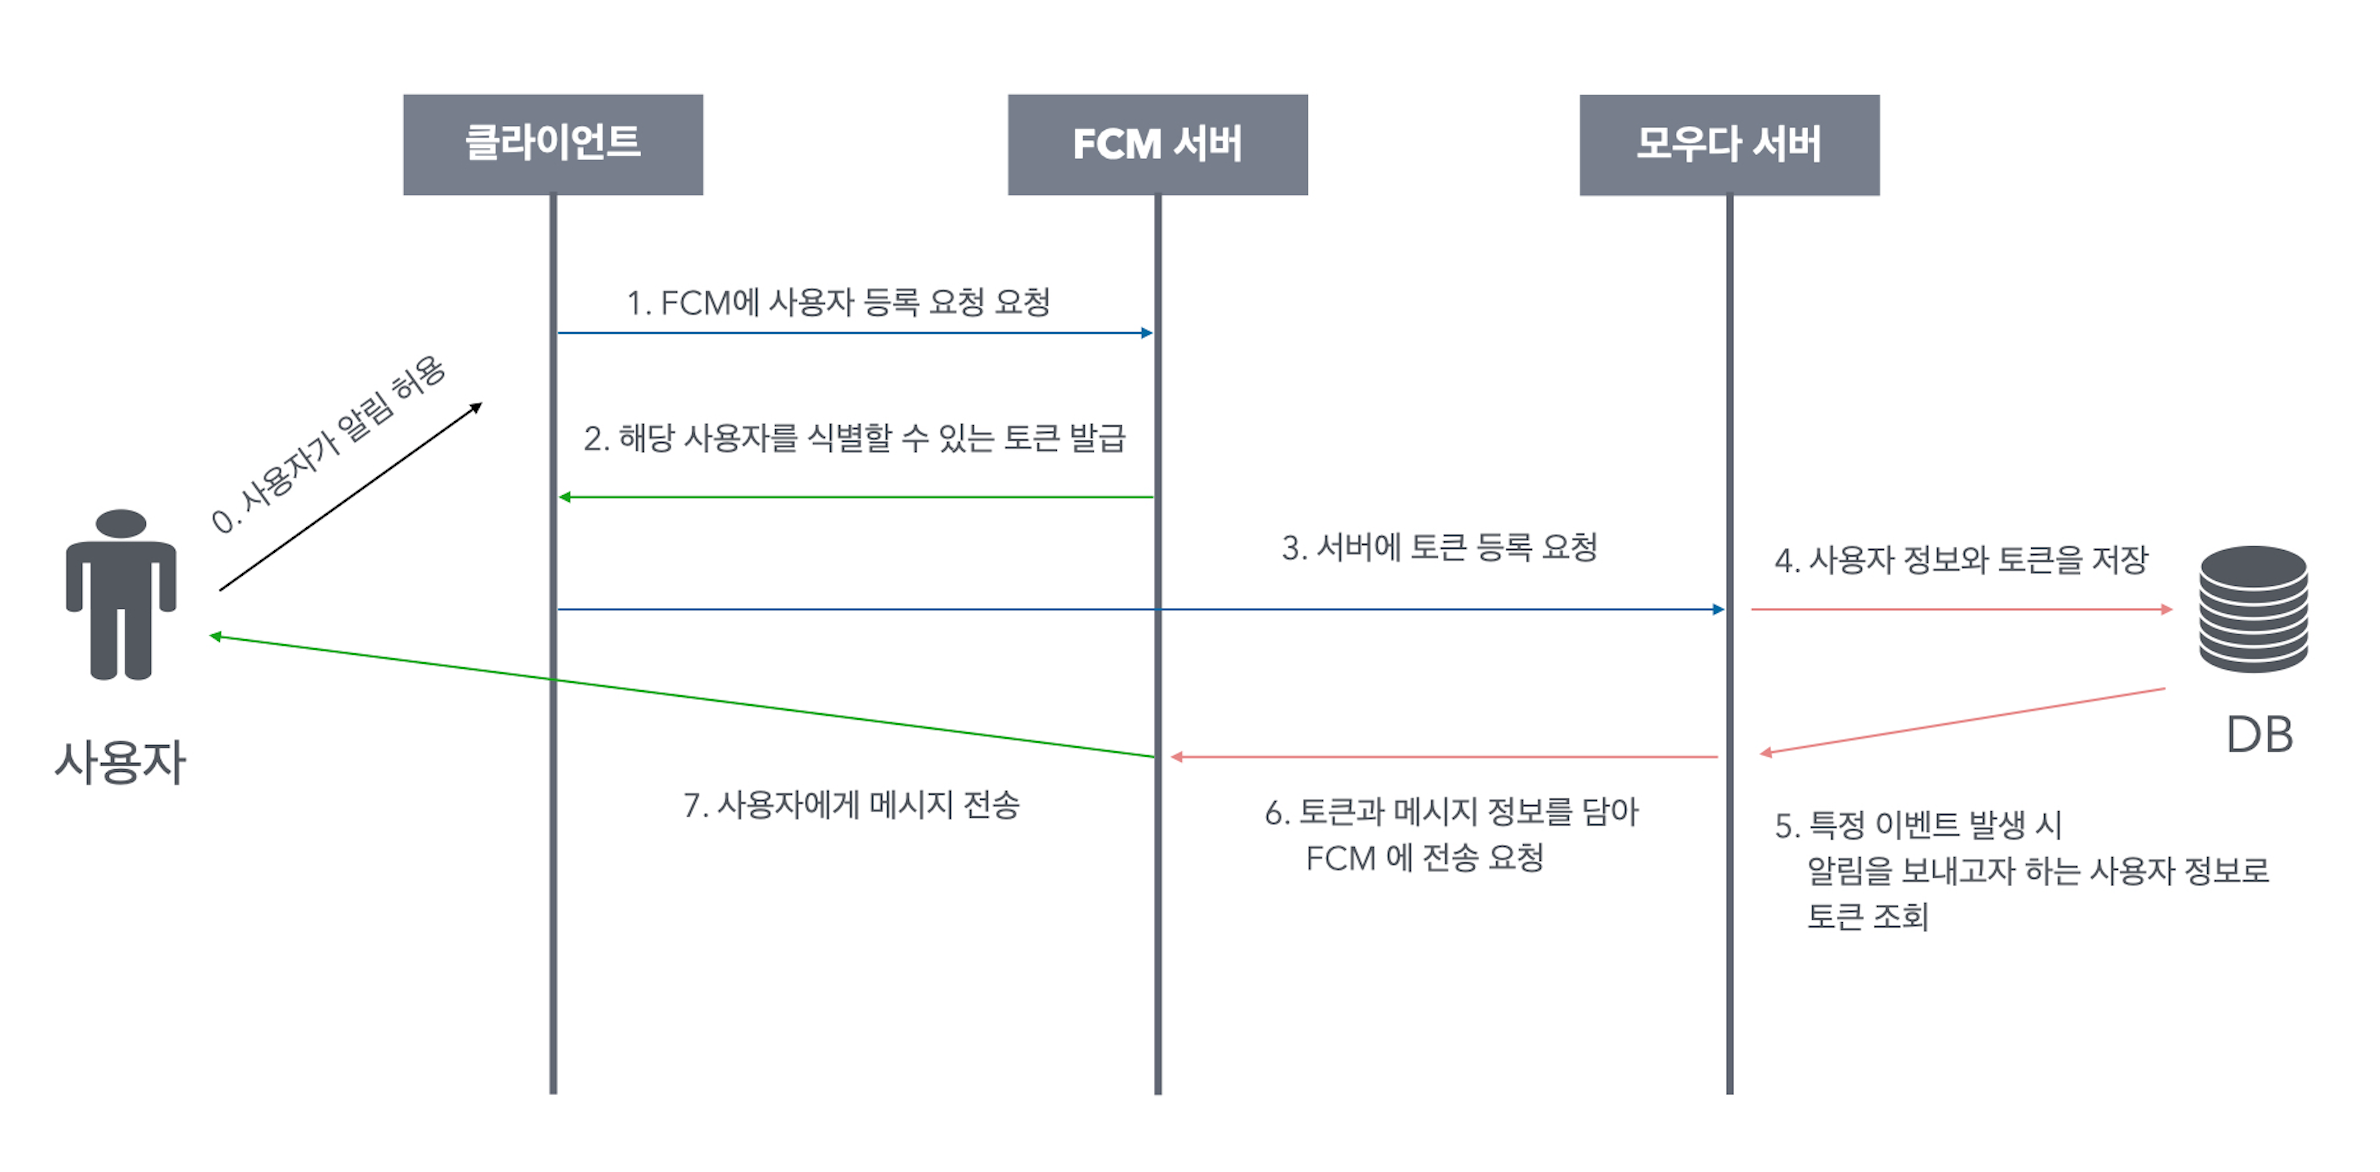 클라이언트
FCM 서버
모우다 서버
1. FCM에 사용자 등록 요청 요청
0. 사용자가 알림 허용
2. 해당 사용자를 식별할 수 있는 토큰 발급
3. 서버에 토큰 등록 요청
4. 사용자 정보와 토큰을 저장
사용자
DB
7. 사용자에게 메시지 전송
6. 토큰과 메시지 정보를 담아
FCM 에 전송 요청
5. 특정 이벤트 발생 시
알림을 보내고자 하는 사용자 정보로
토큰 조회